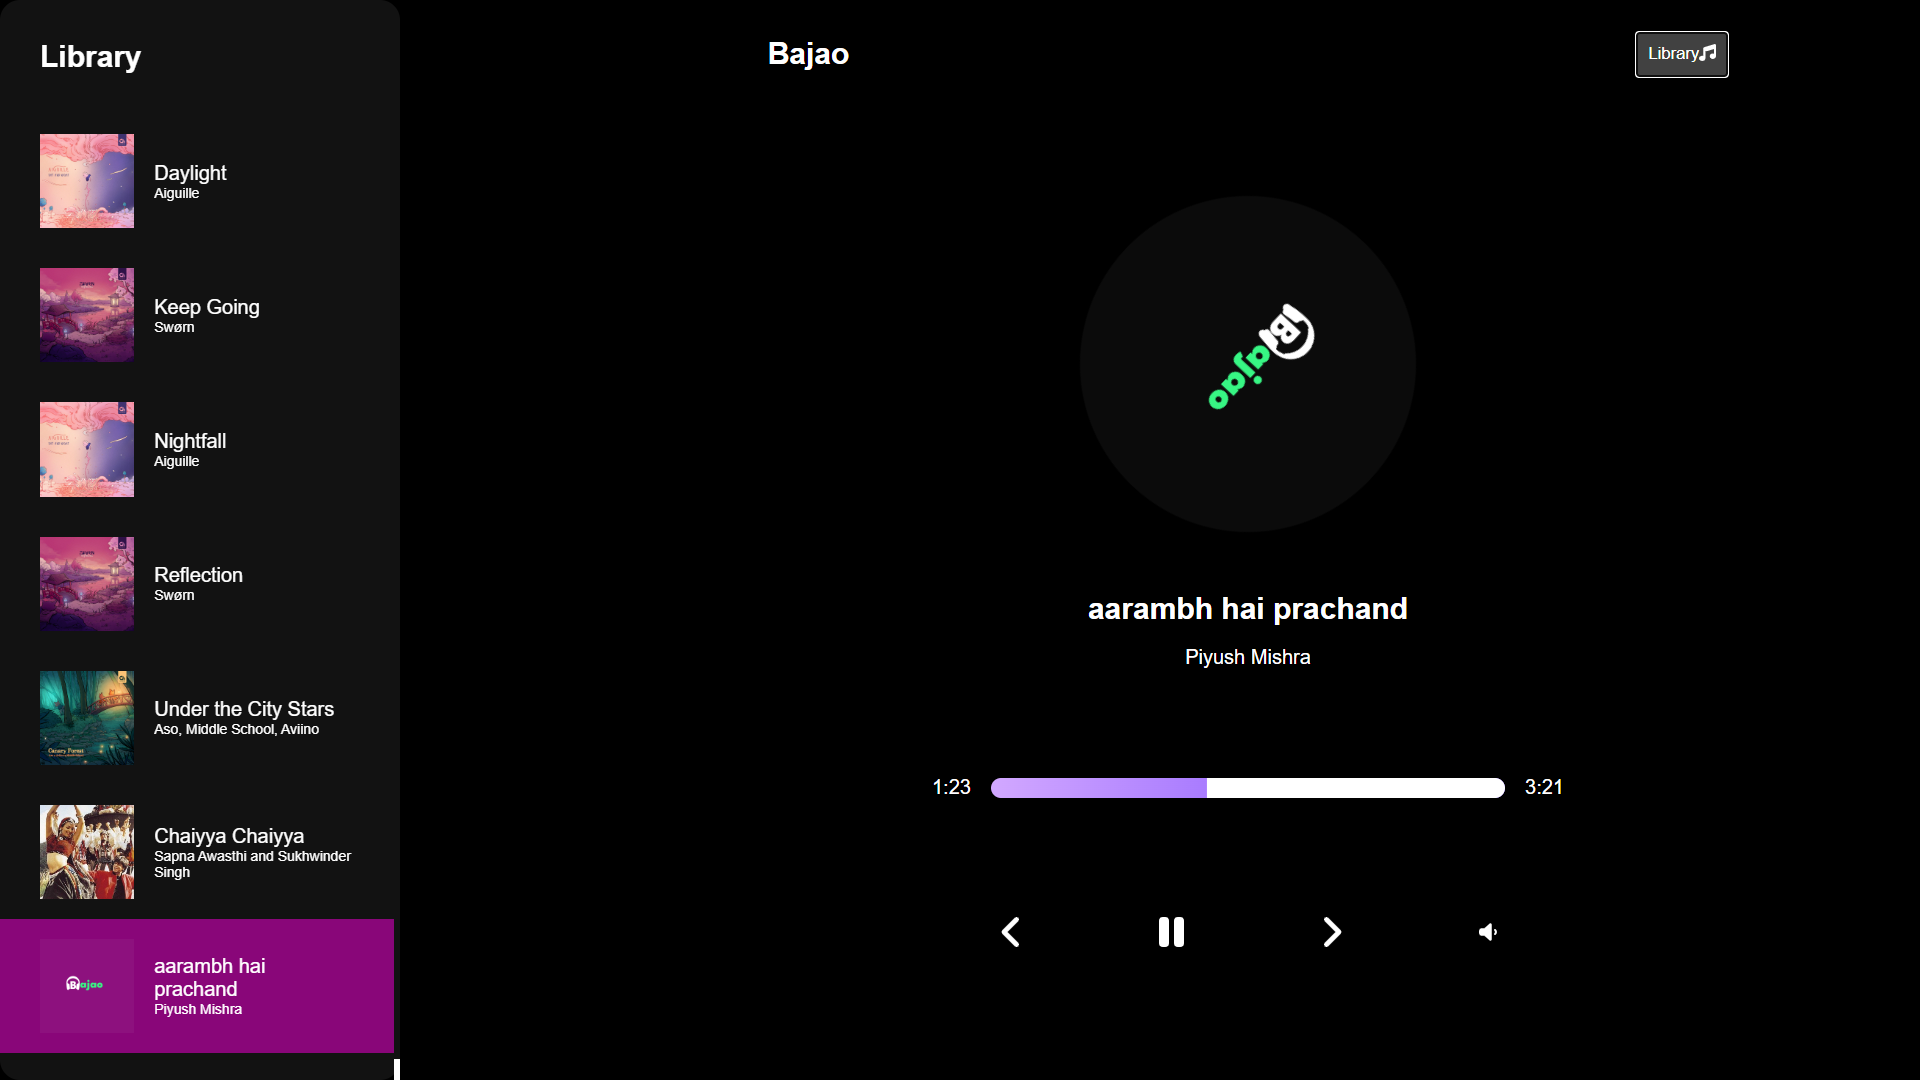 Library
Daylight
Aiguille
Keep Going
Swørn
Nightfall
Aiguille
Reflection
Swørn
Under the City Stars
Aso, Middle School, Aviino
Canary Forest
Chaiyya Chaiyya
Sapna Awasthi and Sukhwinder
Singh
Bajao
aarambh hai
prachand
Piyush Mishra
Bajao
Library
Bajao
aarambh hai prachand
Piyush Mishra
1:23
3:21